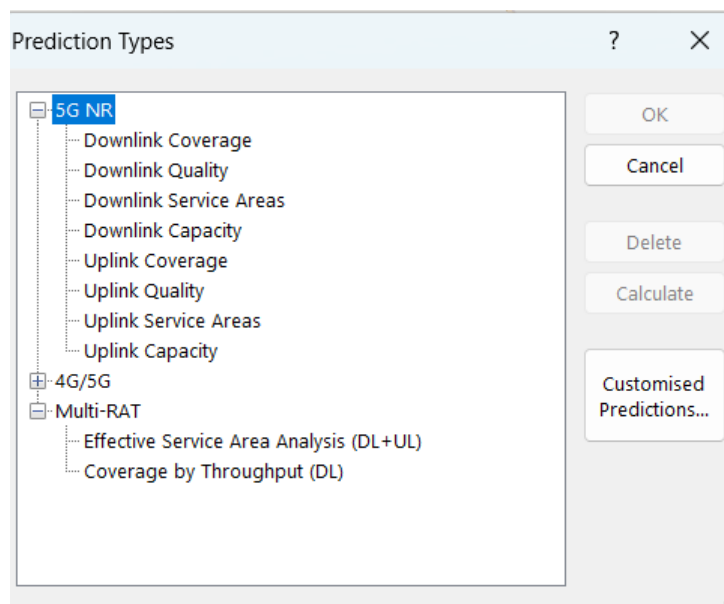 Prediction Types ?
5G NR
Downlink Coverage
Downlink Quality
Downlink Service Areas
Downlink Capacity
Uplink Coverage
Uplink Quality
Uplink Service Areas
Uplink Capacity
4G/5G
Multi-RAT
Effective Service Area Analysis (DL+UL)
Coverage by Throughput (DL)
OK
Cancel
Delete
Calculate
Customised
Predictions...